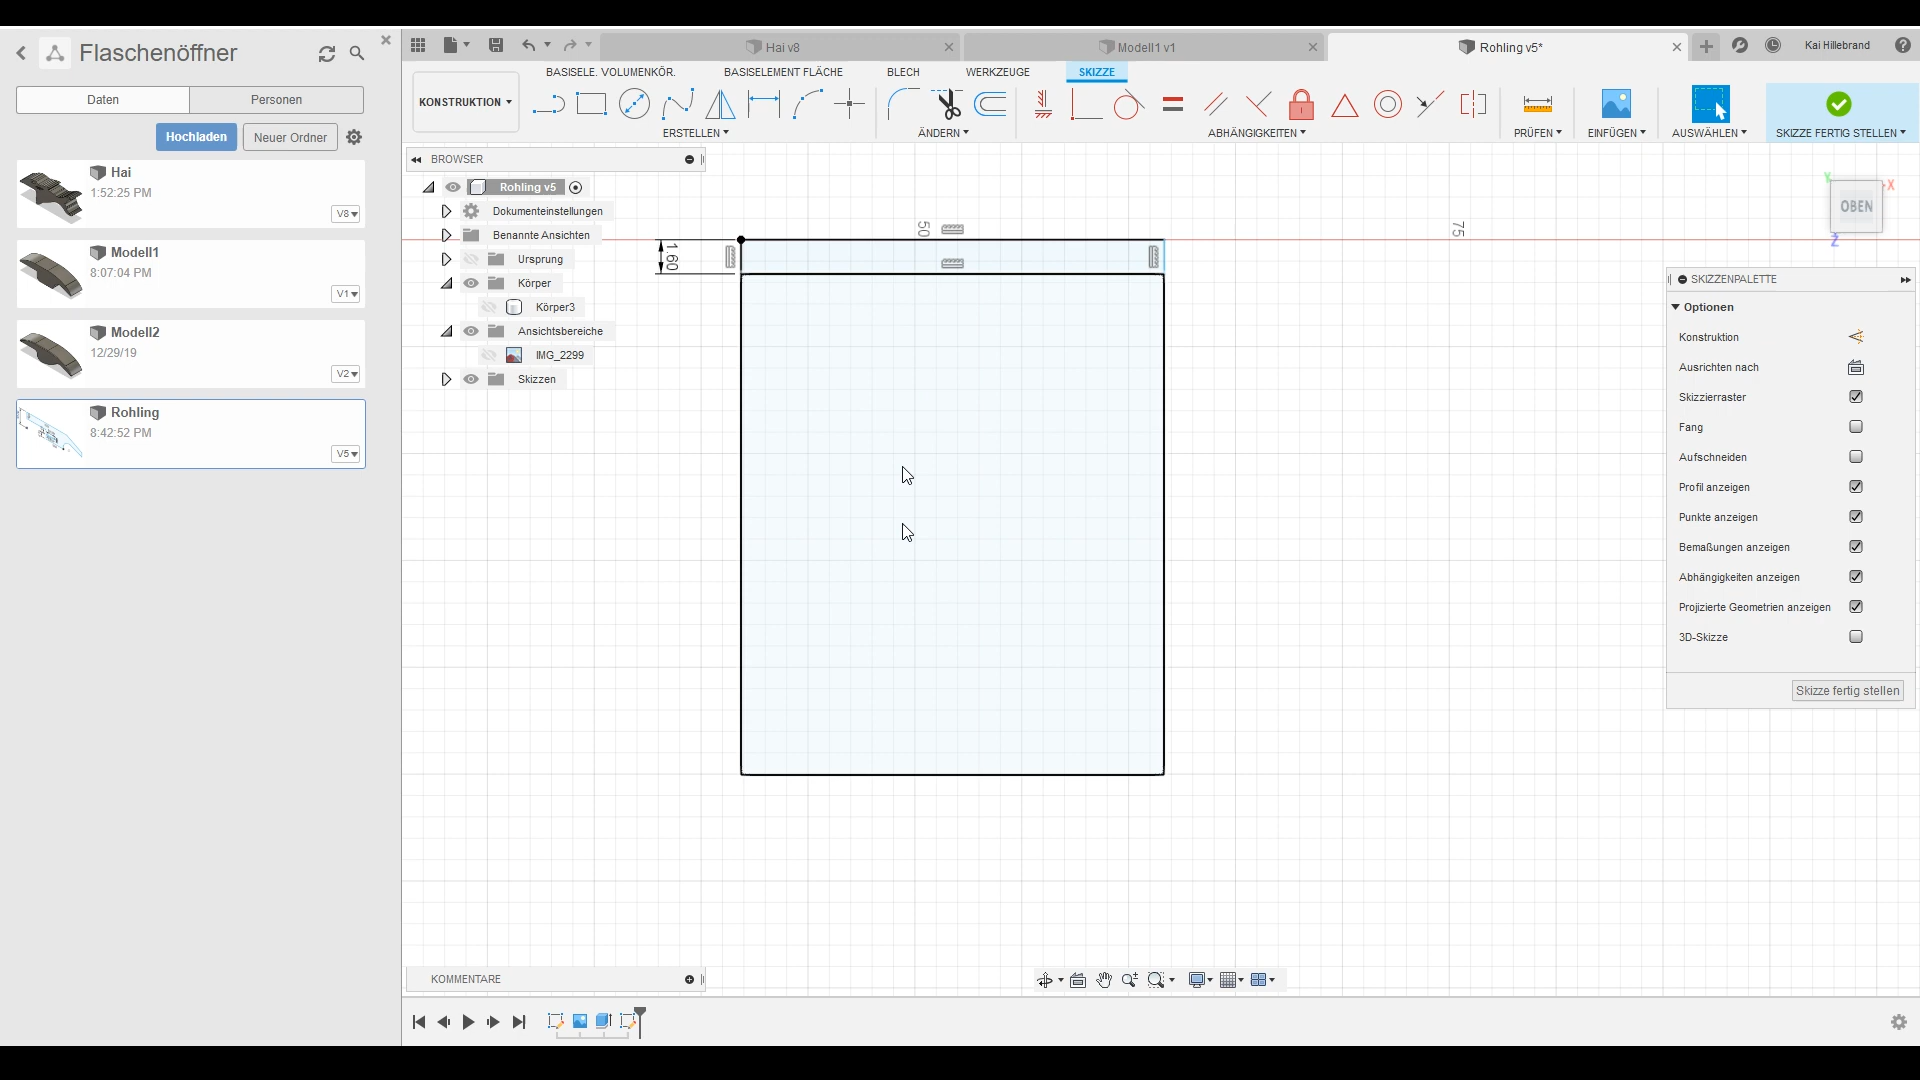 Flaschenöffner
Daten
Personen
Hochladen
Neuer Ordner
Hai
1:52:25 PM
V8
Modell1
8:07:04 PM
V1
Modell2
12/29/19
V2
Rohling
8:42:52 PM
V5
Hai v8
Modell1 v1
Rohling v5*
Kai Hillebrand
BASISELE. VOLUMENKÖR.
BASISELEMENT FLÄCHE
BLECH
WERKZEUGE
SKIZZE
KONSTRUKTION
ERSTELLEN
ÄNDERN
ABHÄNGIGKEITEN
PRÜFEN
EINFÜGEN
AUSWÄHLEN
SKIZZE FERTIG STELLEN
BROWSER
Rohling v5
Dokumenteinstellungen
Benannte Ansichten
Ursprung
Körper
Körper3
Ansichtsbereiche
IMG_2299
Skizzen
1.60
50
75
Y
X
OBEN
Z
SKIZZENPALETTE
Optionen
Konstruktion
Ausrichten nach
Skizzierraster
Fang
Aufschneiden
Profil anzeigen
Punkte anzeigen
Bemaßungen anzeigen
Abhängigkeiten anzeigen
Projizierte Geometrien anzeigen
3D-Skizze
Skizze fertig stellen
KOMMENTARE